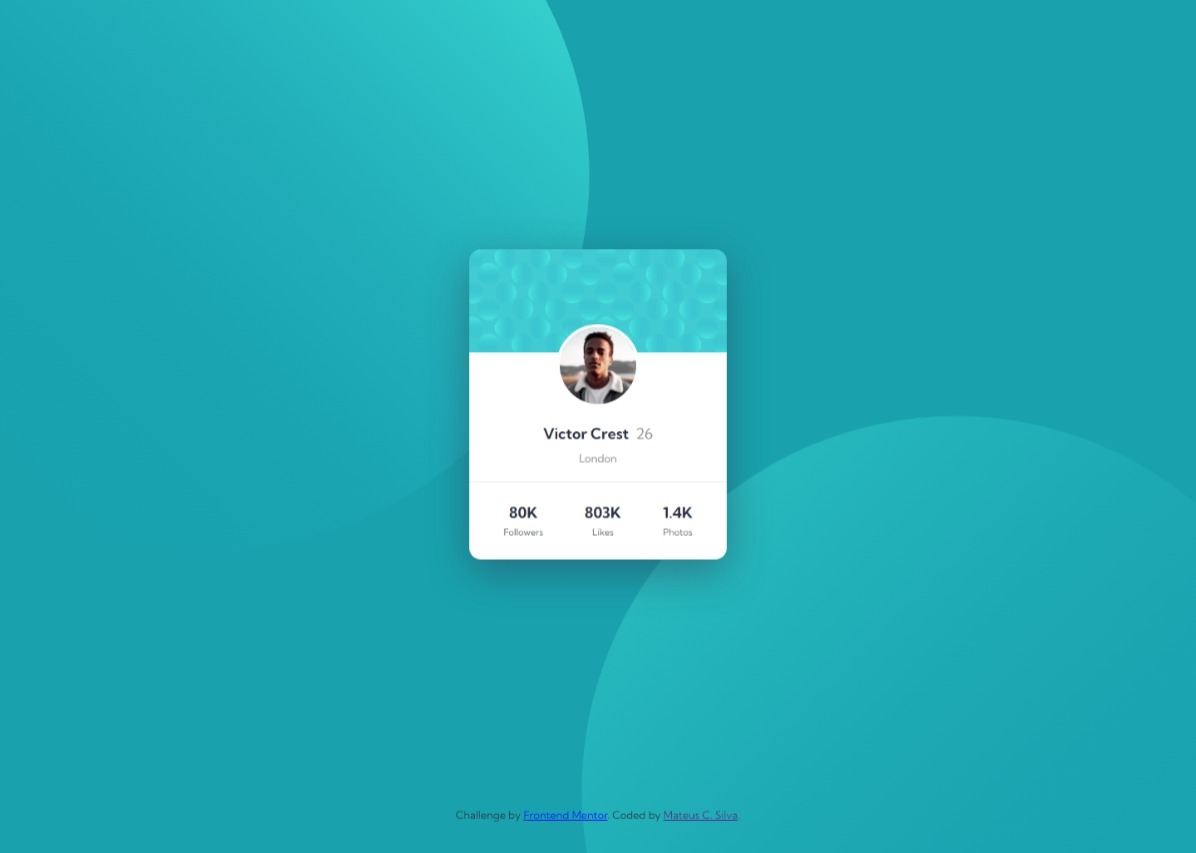 Victor Crest 26
London
80K 803K 1.4K
Followers Likes Photos
Challenge by Frontend Mentor. Coded by Mateus C. Silva.